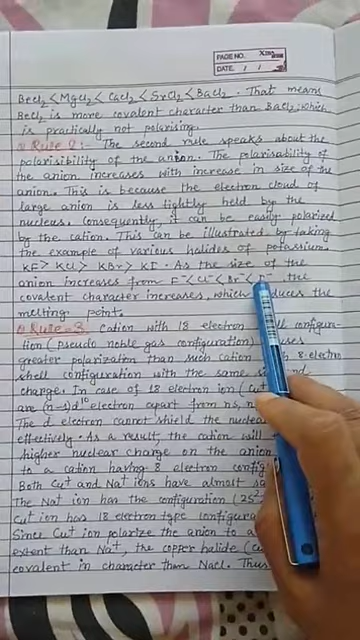 PAGE NO.
DATE / /
BeCl2 < MgCl2 < CaCl2 < SrCl2 < BaCl2. That means
BeCl2 is more covalent character than BaCl2, which
is practically not polarising.
Rule 2: The second rule speaks about the
polarisibility of the anion. The polarisability of
the anion increases with increase in size of the
anion. This is because the electron cloud of
large anion is less tightly held by the
nucleus. Consequently, it can be easily polarized
by the cation. This can be illustrated by taking
the example of various halides of potassium.
KF > KCl > KBr > KI. As the size of the
anion increases from F⁻ < Cl⁻ < Br⁻ < the
covalent character increases, which the
melting point.
Rule-3: Cation with 18 electron configura-
tion (pseudo noble gas configuration)
greater polarization than such cation 8 electron
shell configuration with the same
charge. In case of 18 electron ion (Cu⁺
are (n-1)d¹⁰ electron apart from ns,
The d electron cannot shield the nuclear
effectively. As a result, the cation will
higher nuclear charge on the anion
to a cation having 8 electron
Both Cu⁺ and Na⁺ ions have almost
The Na⁺ ion has the configuration (2s²
Cu⁺ ion has 18 electron type
Since Cu⁺ ion polarize the anion to a
extent than Na⁺, the copper halide
covalent in character than NaCl. Thus